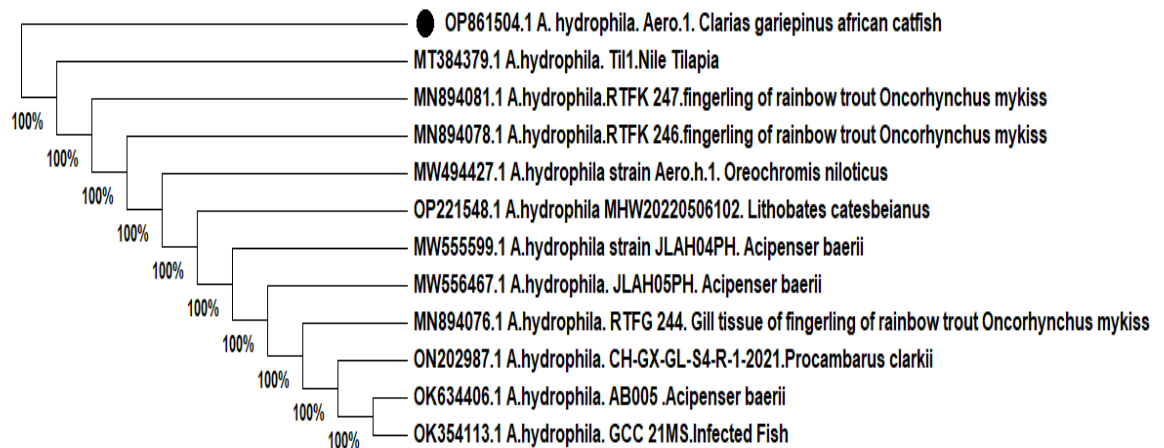 OP861504.1 A. hydrophila. Aero.1. Clarias gariepinus african catfish
MT384379.1 A.hydrophila. Til1.Nile Tilapia
MN894081.1 A.hydrophila.RTFK 247.fingerling of rainbow trout Oncorhynchus mykiss
100%
MN894078.1 A.hydrophila.RTFK 246.fingerling of rainbow trout Oncorhynchus mykiss
100%
MW494427.1 A.hydrophila strain Aero.h.1. Oreochromis niloticus
100%
OP221548.1 A.hydrophila MHW20220506102. Lithobates catesbeianus
100%
MW555599.1 A.hydrophila strain JLAH04PH. Acipenser baerii
100%
MW556467.1 A.hydrophila. JLAH05PH. Acipenser baerii
100%
MN894076.1 A.hydrophila. RTFG 244. Gill tissue of fingerling of rainbow trout Oncorhynchus mykiss
100%
ON202987.1 A.hydrophila. CH-GX-GL-S4-R-1-2021.Procambarus clarkii
100%
OK634406.1 A.hydrophila. AB005 .Acipenser baerii
100%
OK354113.1 A.hydrophila. GCC 21MS.Infected Fish
100%